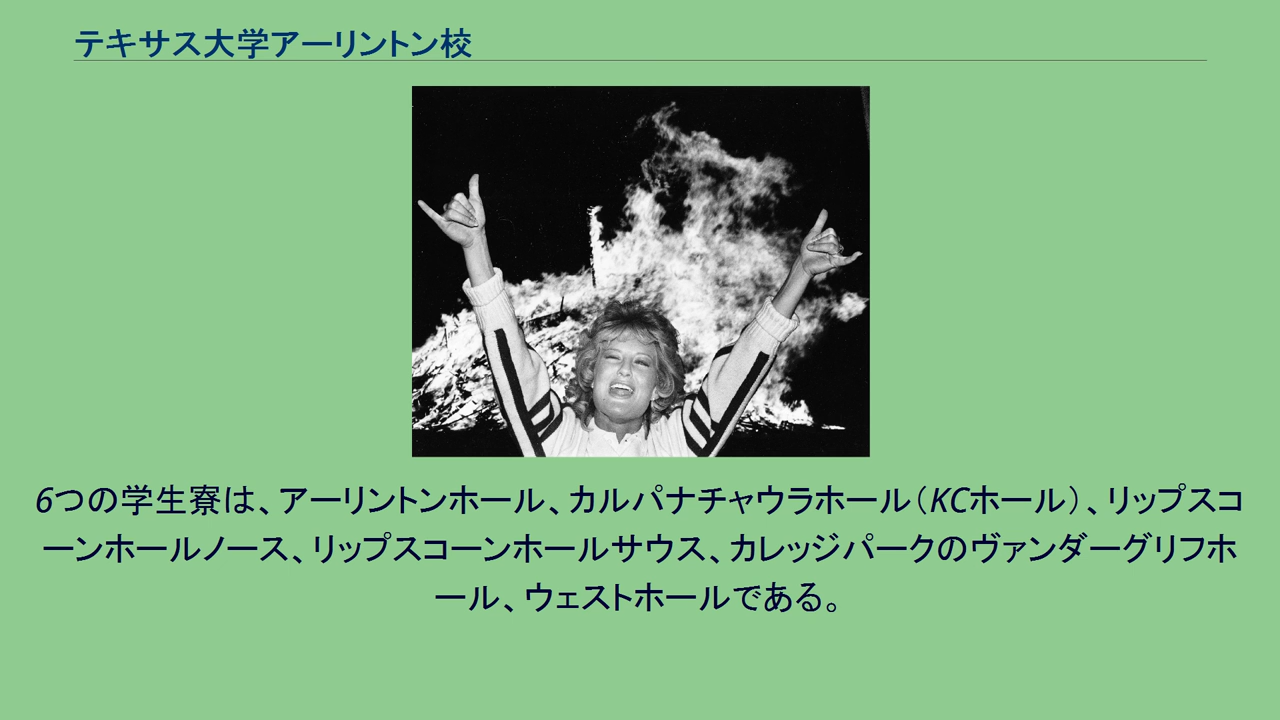 テキサス大学アーリントン校
6つの学生寮は、アーリントンホール、カルパナチャウラホール（KCホール）、リップスコ
ーンホールノース、リップスコーンホールサウス、カレッジパークのヴァンダーグリフホ
ール、ウェストホールである。